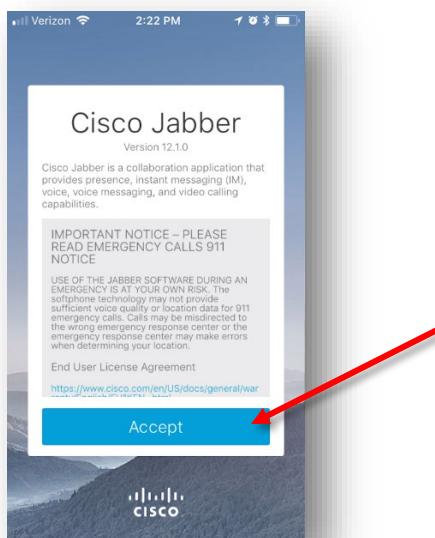 Verizon 2:22 PM
Cisco Jabber
Version 12.1.0
Cisco Jabber is a collaboration application that
provides presence, instant messaging (IM),
voice, voice messaging, and video calling
capabilities.
IMPORTANT NOTICE – PLEASE
READ EMERGENCY CALLS 911
NOTICE
USE OF THE JABBER SOFTWARE DURING AN
EMERGENCY IS AT YOUR OWN RISK. The
softphone technology may not provide
sufficient voice quality or location data for 911
emergency calls. Calls may be misdirected to
the wrong emergency response center or the
emergency response center may make errors
when determining your location.
End User License Agreement
https://www.cisco.com/en/US/docs/general/war
Accept
CISCO